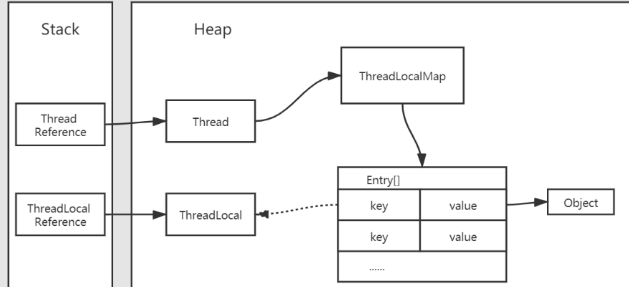 Stack
Heap
ThreadLocalMap
Thread
Reference
Thread
Entry[]
ThreadLocal
Reference
ThreadLocal
key
value
Object
key
value
......